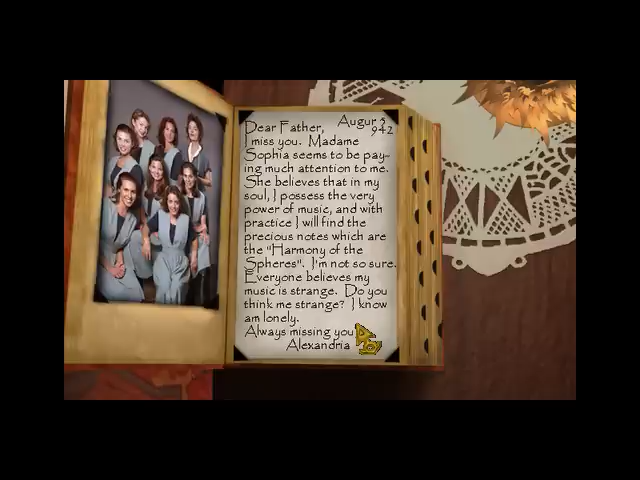 Augur 5
942
Dear Father,
I miss you. Madame
Sophia seems to be pay-
ing much attention to me.
She believes that in my
soul, I possess the very
power of music, and with
practice I will find the
precious notes which are
the "Harmony of the
Spheres". I'm not so sure.
Everyone believes my
music is strange. Do you
think me strange? I know
am lonely.
Always missing you
Alexandria